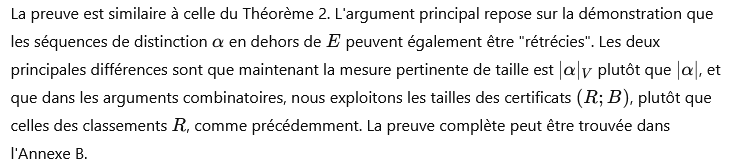 La preuve est similaire à celle du Théorème 2. L'argument principal repose sur la démonstration que
les séquences de distinction α en dehors de E peuvent également être "rétrécies". Les deux
principales différences sont que maintenant la mesure pertinente de taille est |α|_V plutôt que |α|, et
que dans les arguments combinatoires, nous exploitons les tailles des certificats (R; B), plutôt que
celles des classements R, comme précédemment. La preuve complète peut être trouvée dans
l'Annexe B.